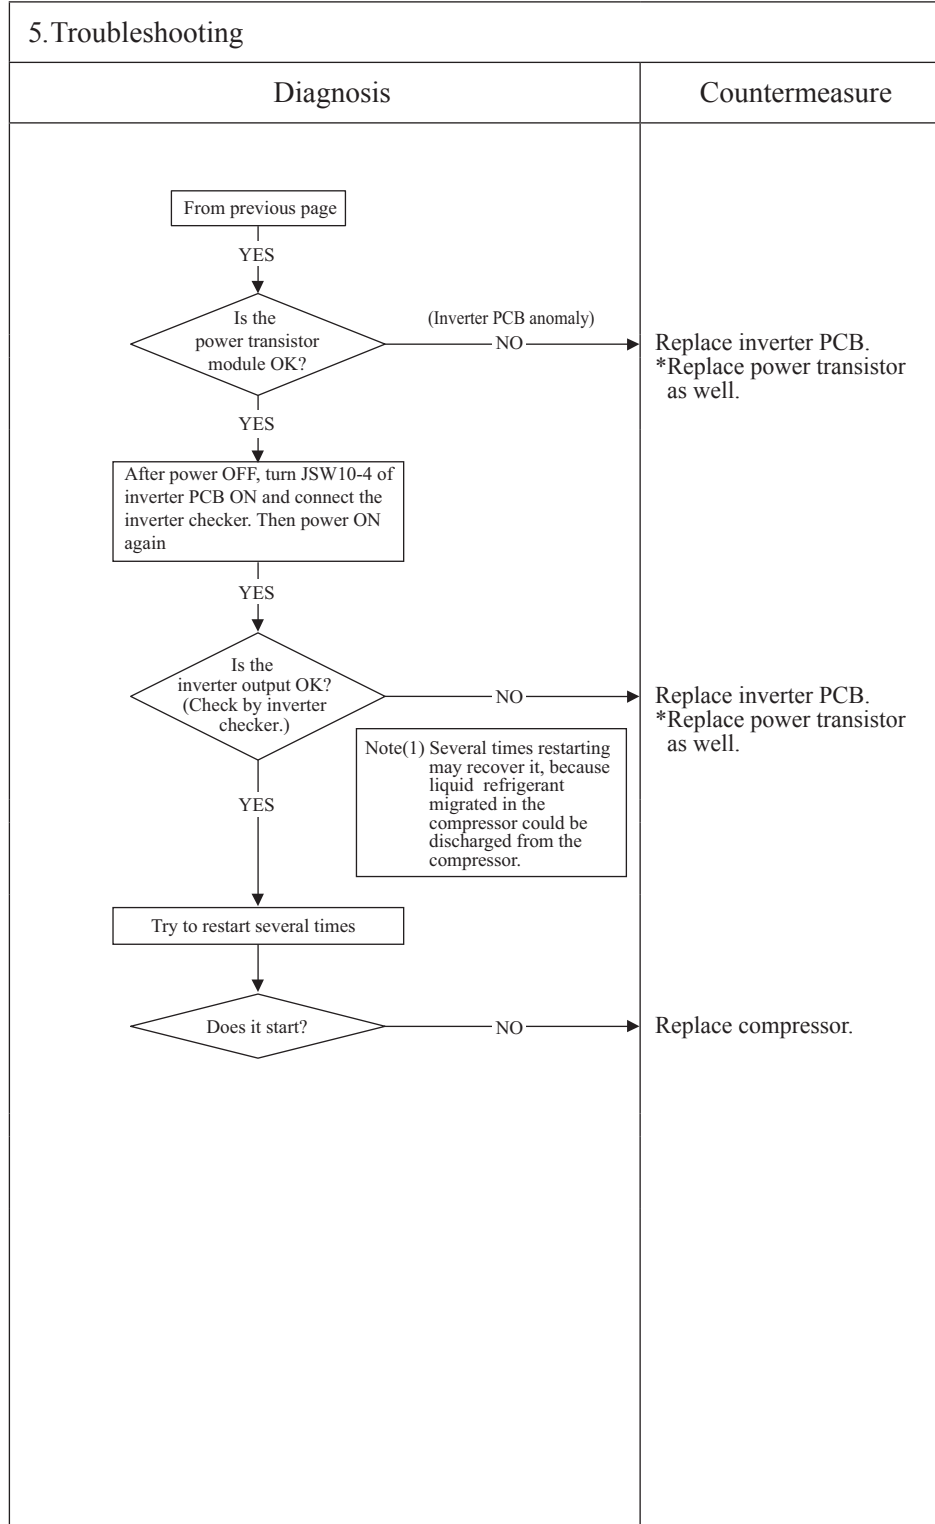 5.Troubleshooting
Diagnosis
Countermeasure
From previous page
YES
Is the
power transistor
module OK?
(Inverter PCB anomaly)
NO
Replace inverter PCB.
*Replace power transistor
as well.
YES
After power OFF, turn JSW10-4 of
inverter PCB ON and connect the
inverter checker. Then power ON
again
YES
Is the
inverter output OK?
(Check by inverter
checker.)
NO
Replace inverter PCB.
*Replace power transistor
as well.
Note(1) Several times restarting
may recover it, because
liquid refrigerant
migrated in the
compressor could be
discharged from the
compressor.
YES
Try to restart several times
Does it start?
NO
Replace compressor.